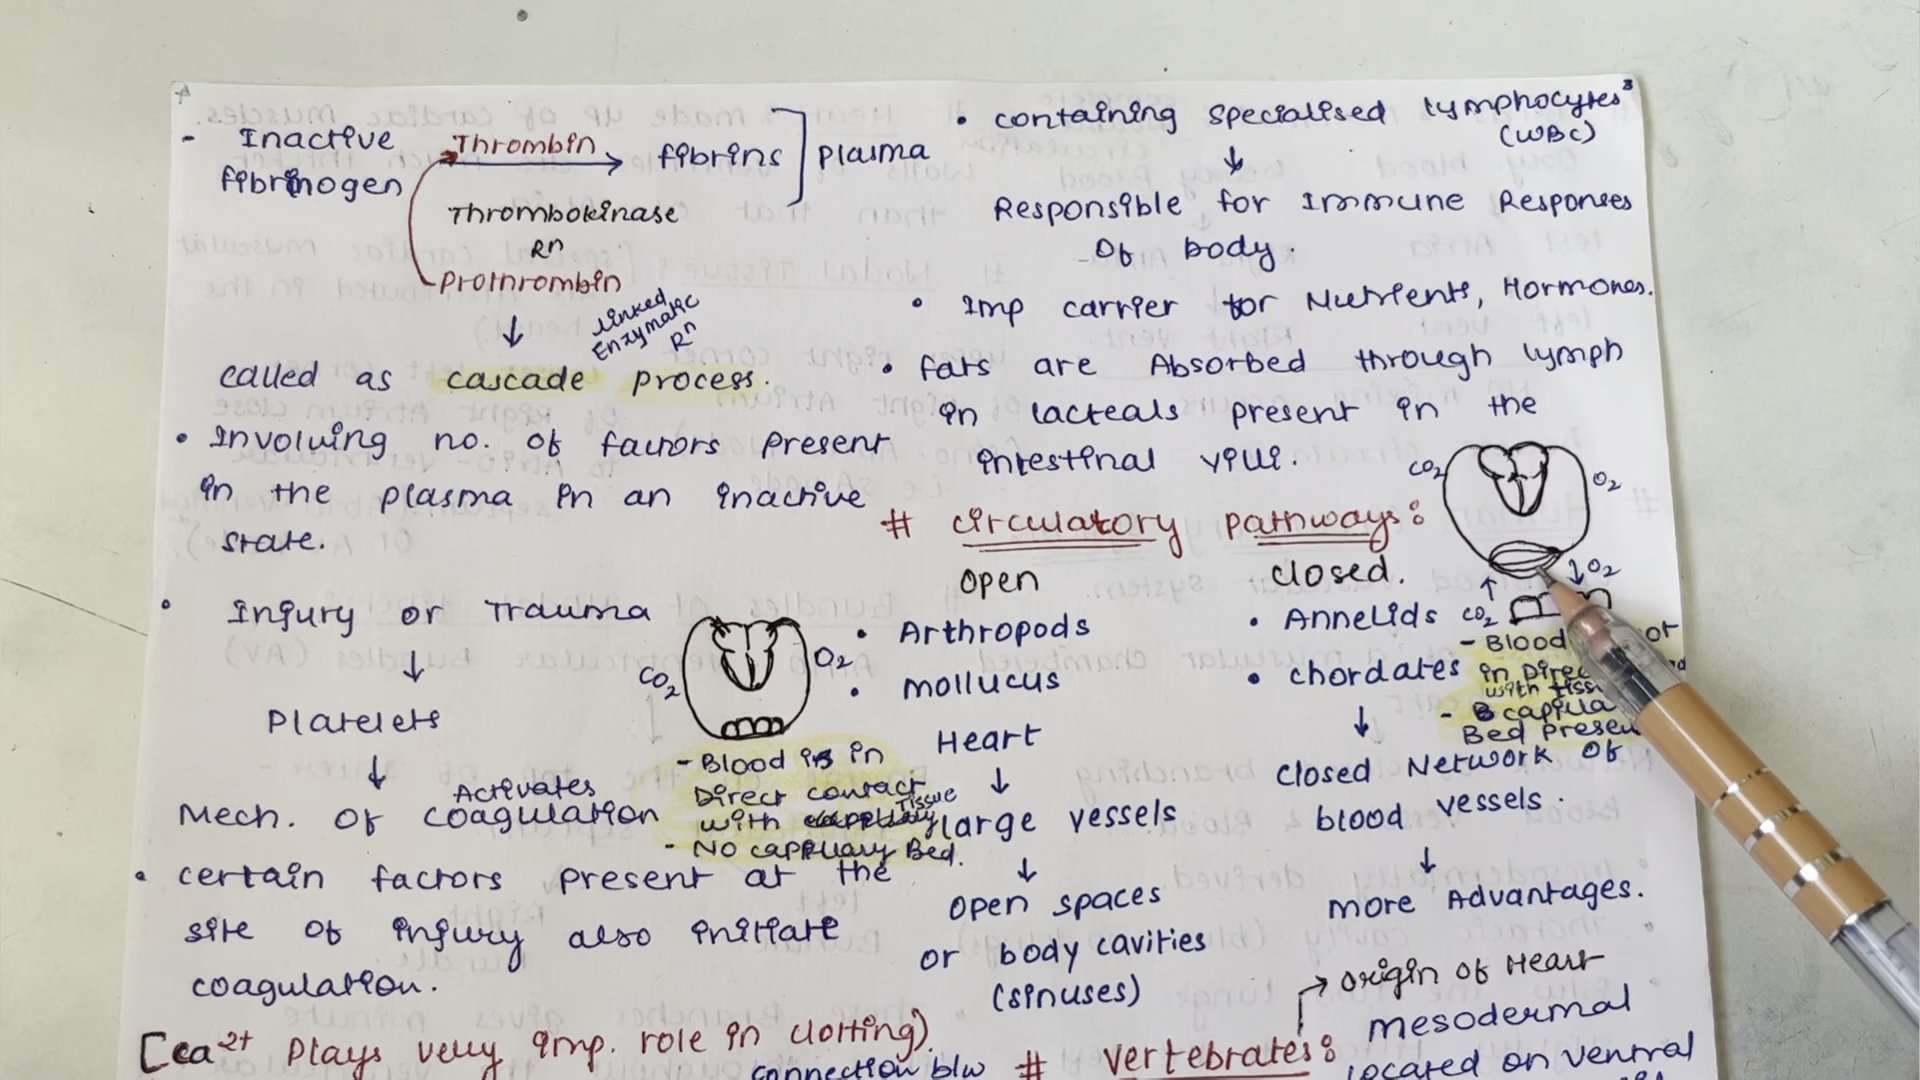 - Inactive fibrinogen
Thrombin
fibrins
plasma
Thrombokinase
Rn
Prothrombin
Linked
Enzymatic
Rn
called as cascade process.
• Involving no. of factors present
in the plasma in an inactive
state.
• Injury or Trauma
Platelets
Activates
Mech. of coagulation
• certain factors present at the
site of injury also initiate
coagulation.
[ca2+ Plays very imp. role in clotting).
CO2
O2
- Blood is in
Direct contact
Tissue
with
- No capillary Bed.
• containing specialised lymphocytes
(WBC)
Responsible for Immune Responses
Of body.
• Imp carrier for Nutrients, Hormones.
• fats are Absorbed through lymph
in lacteals present in the
intestinal villi.
# circulatory pathways:
open
• Arthropods
• mollucus
Heart
large vessels
open spaces
or body cavities
(sinuses)
closed.
• Annelids
• chordates
closed Network of
blood vessels.
more Advantages.
CO2
O2
O2
CO2
- Blood
in
with
-
Bed
connection b/w
# Vertebrates:
origin of Heart
mesodermal
located on ventral